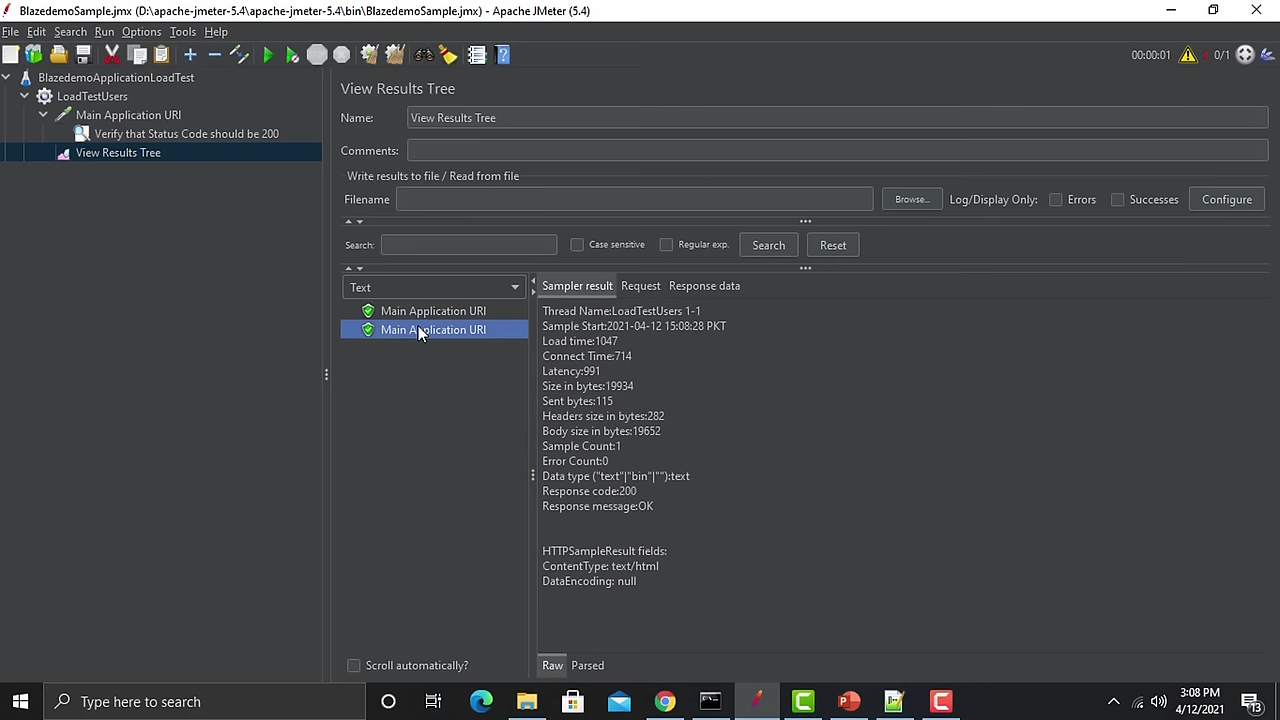 BlazedemoSample.jmx (D:\apache-jmeter-5.4\apache-jmeter-5.4\bin\BlazedemoSample.jmx) - Apache JMeter (5.4)
File Edit Search Run Options Tools Help
00:00:01 0/1
BlazedemoApplicationLoadTest
LoadTestUsers
Main Application URI
Verify that Status Code should be 200
View Results Tree
View Results Tree
Name: View Results Tree
Comments:
Write results to file / Read from file
Filename Browse... Log/Display Only: Errors Successes Configure
Search: Case sensitive Regular exp. Search Reset
Text
Main Application URI
Main Application URI
Scroll automatically?
Sampler result Request Response data
Thread Name:LoadTestUsers 1-1
Sample Start:2021-04-12 15:08:28 PKT
Load time:1047
Connect Time:714
Latency:991
Size in bytes:19934
Sent bytes:115
Headers size in bytes:282
Body size in bytes:19652
Sample Count:1
Error Count:0
Data type ("text"|"bin"|""):text
Response code:200
Response message:OK
HTTPSampleResult fields:
ContentType: text/html
DataEncoding: null
Raw Parsed
Type here to search
3:08 PM
4/12/2021
13